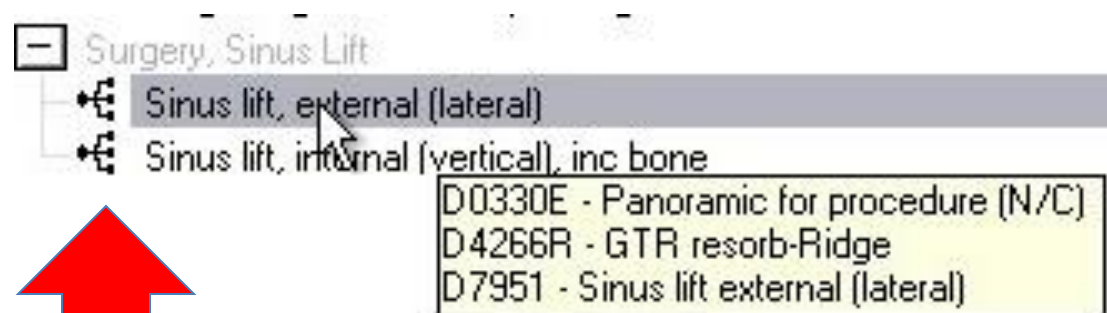 Surgery, Sinus Lift
Sinus lift, external (lateral)
Sinus lift, internal (vertical), inc bone
D0330E - Panoramic for procedure (N/C)
D4266R - GTR resorb-Ridge
D7951 - Sinus lift external (lateral)